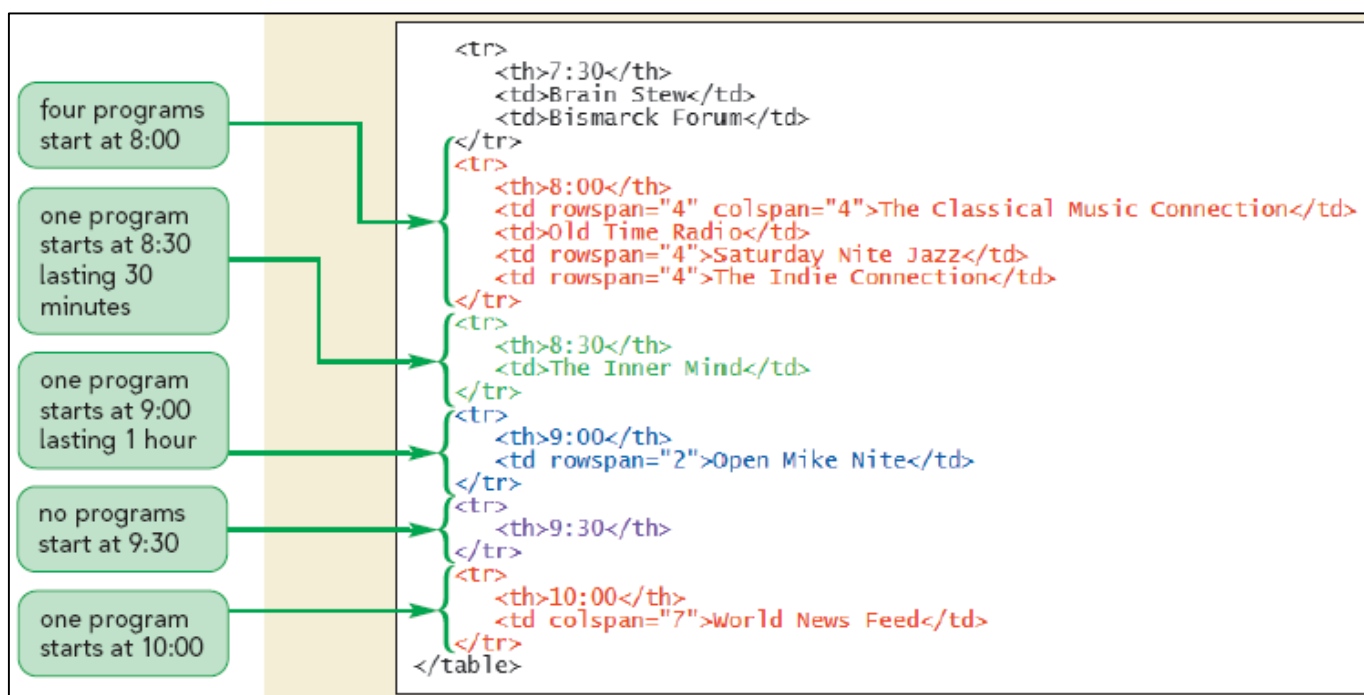 four programs
start at 8:00
one program
starts at 8:30
lasting 30
minutes
one program
starts at 9:00
lasting 1 hour
no programs
start at 9:30
one program
starts at 10:00
<tr>
<th>7:30</th>
<td>Brain Stew</td>
<td>Bismarck Forum</td>
</tr>
<tr>
<th>8:00</th>
<td rowspan="4" colspan="4">The Classical Music Connection</td>
<td>Old Time Radio</td>
<td rowspan="4">Saturday Nite Jazz</td>
<td rowspan="4">The Indie Connection</td>
</tr>
<tr>
<th>8:30</th>
<td>The Inner Mind</td>
</tr>
<tr>
<th>9:00</th>
<td rowspan="2">Open Mike Nite</td>
</tr>
<tr>
<th>9:30</th>
</tr>
<tr>
<th>10:00</th>
<td colspan="7">World News Feed</td>
</tr>
</table>